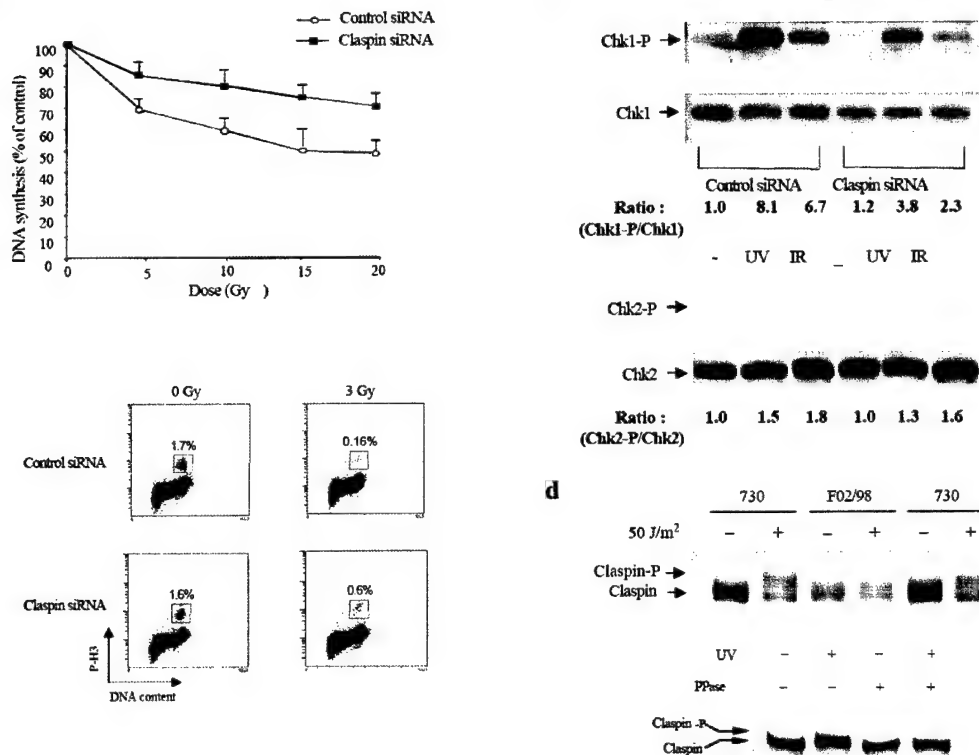 Control siRNA
Claspin siRNA
DNA synthesis (% of control)
100
90
80
70
60
50
40
30
20
10
0
0 5 10 15 20
Dose (Gy )
Chk1-P
Chk1
Control siRNA Claspin siRNA
Ratio : 1.0 8.1 6.7 1.2 3.8 2.3
(Chk1-P/Chk1)
- UV IR _ UV IR
Chk2-P
Chk2
Ratio : 1.0 1.5 1.8 1.0 1.3 1.6
(Chk2-P/Chk2)
0 Gy 3 Gy
Control siRNA
1.7% 0.16%
Claspin siRNA
1.6% 0.6%
P-H3
DNA content
d
730 F02/98 730
50 J/m² – + – + – +
Claspin-P
Claspin
UV – + – +
PPase – – + +
Claspin -P
Claspin